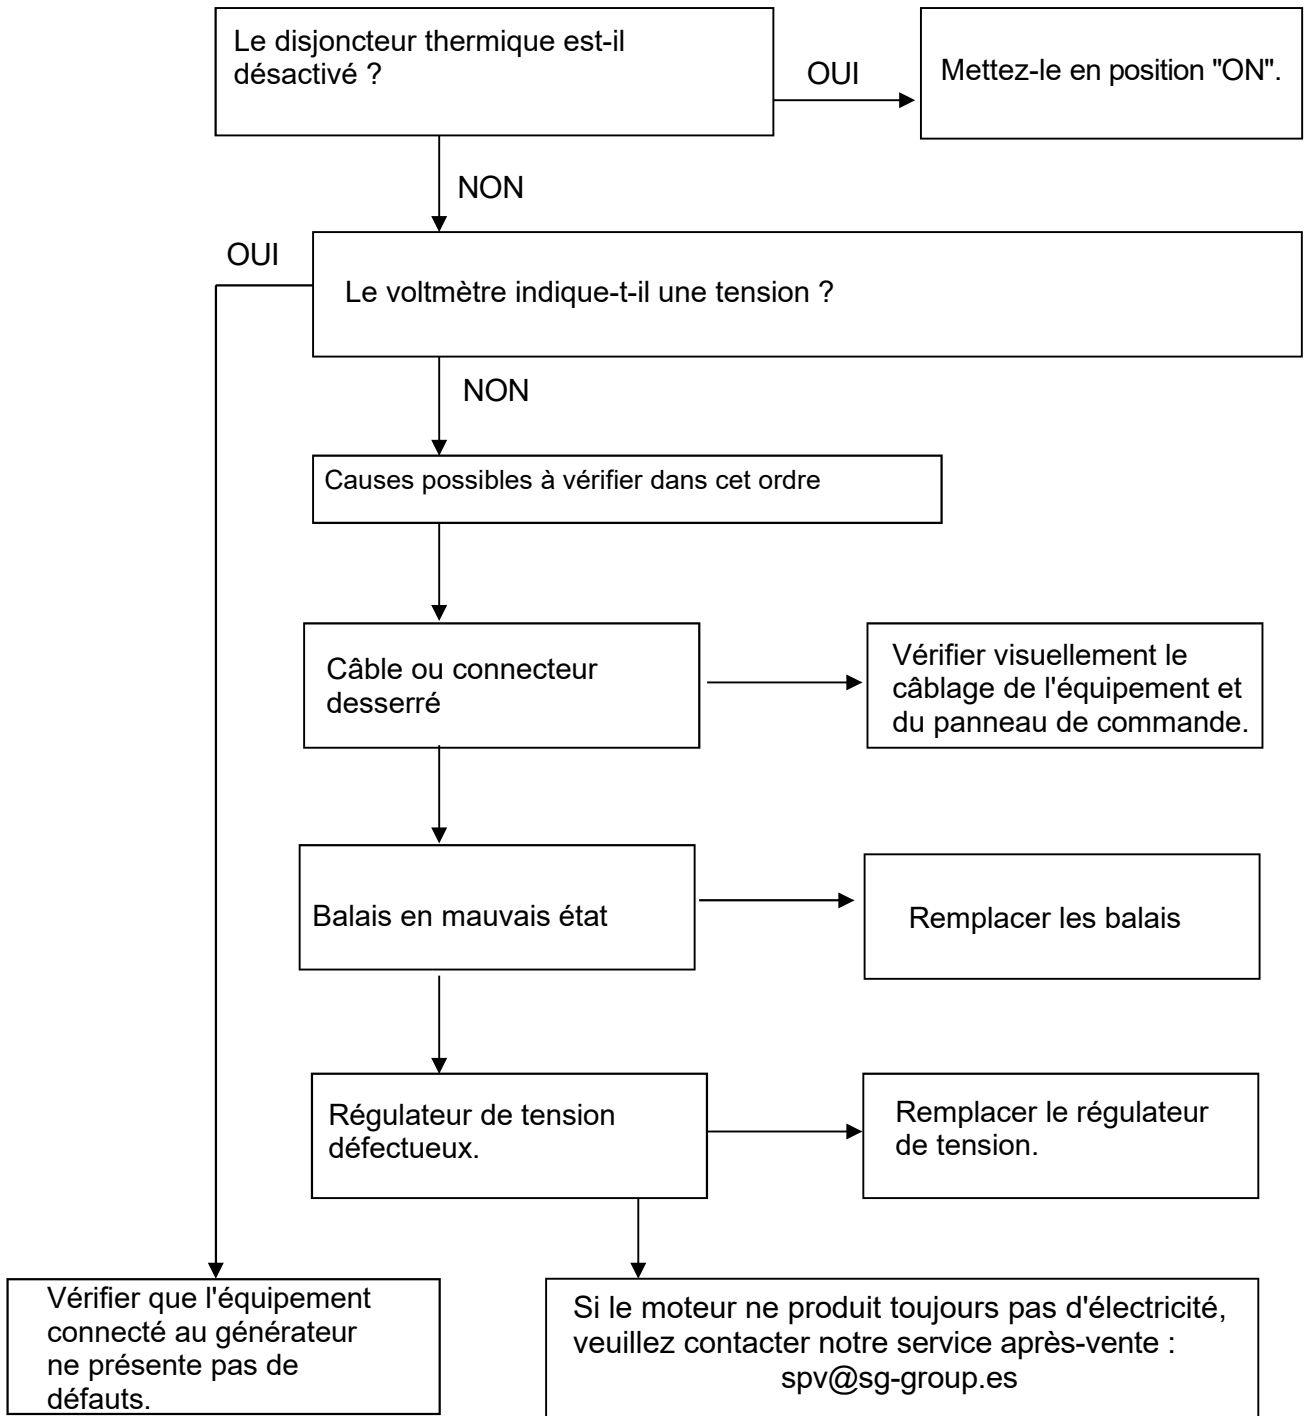 Le disjoncteur thermique est-il
désactivé ?
OUI
Mettez-le en position "ON".
NON
OUI
Le voltmètre indique-t-il une tension ?
NON
Causes possibles à vérifier dans cet ordre
Câble ou connecteur
desserré
Vérifier visuellement le
câblage de l'équipement et
du panneau de commande.
Balais en mauvais état
Remplacer les balais
Régulateur de tension
défectueux.
Remplacer le régulateur
de tension.
Vérifier que l'équipement
connecté au générateur
ne présente pas de
défauts.
Si le moteur ne produit toujours pas d'électricité,
veuillez contacter notre service après-vente :
spv@sg-group.es